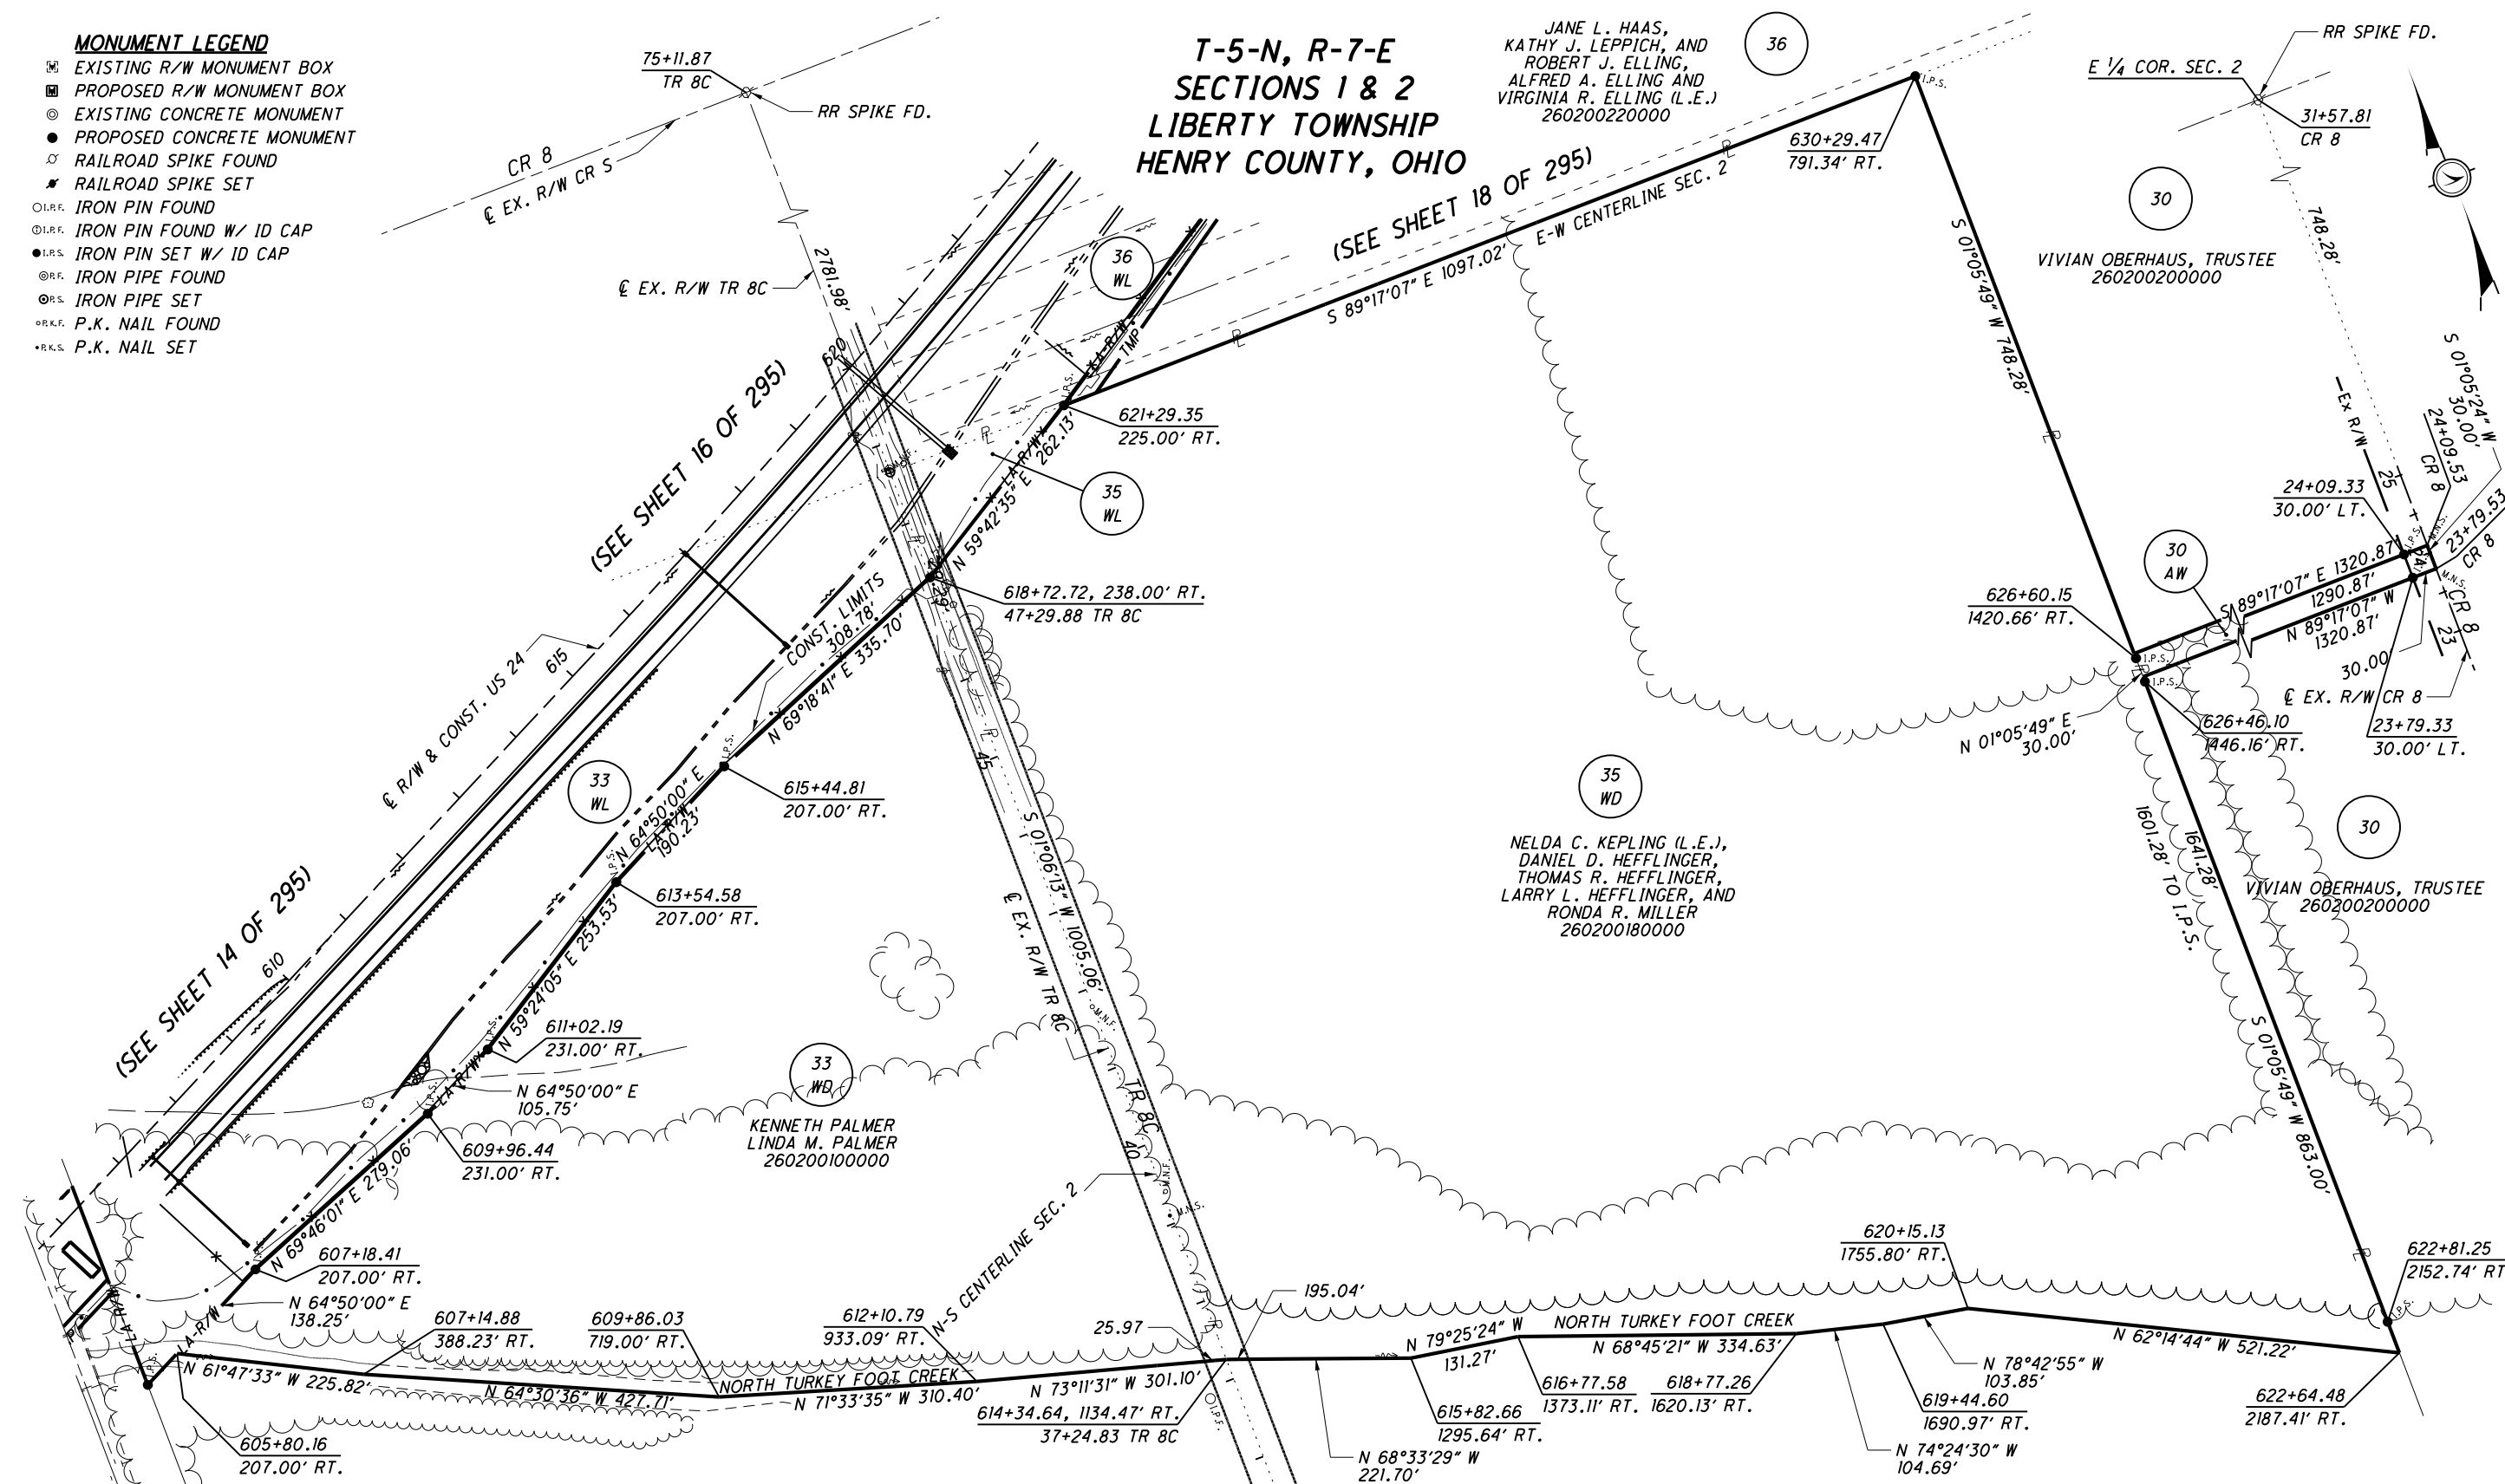 MONUMENT LEGEND
EXISTING R/W MONUMENT BOX
PROPOSED R/W MONUMENT BOX
EXISTING CONCRETE MONUMENT
PROPOSED CONCRETE MONUMENT
RAILROAD SPIKE FOUND
RAILROAD SPIKE SET
I.P.F. IRON PIN FOUND
I.P.F. IRON PIN FOUND W/ ID CAP
I.P.S. IRON PIN SET W/ ID CAP
P.F. IRON PIPE FOUND
P.S. IRON PIPE SET
P.K.F. P.K. NAIL FOUND
P.K.S. P.K. NAIL SET
75+11.87
TR 8C
RR SPIKE FD.
CR 8
℄ EX. R/W CR S
2781.98'
℄ EX. R/W TR 8C
T-5-N, R-7-E
SECTIONS 1 & 2
LIBERTY TOWNSHIP
HENRY COUNTY, OHIO
JANE L. HAAS,
KATHY J. LEPPICH, AND
ROBERT J. ELLING,
ALFRED A. ELLING AND
VIRGINIA R. ELLING (L.E.)
260200220000
36
I.P.S.
630+29.47
791.34' RT.
(SEE SHEET 18 OF 295)
E-W CENTERLINE SEC. 2
S 89°17'07" E 1097.02'
RR SPIKE FD.
E 1/4 COR. SEC. 2
31+57.81
CR 8
30
VIVIAN OBERHAUS, TRUSTEE
260200200000
748.28'
S 01°05'49" W 748.28'
S 01°05'24" W
30.00'
24+09.53
CR 8
Ex R/W
25
24+09.33
30.00' LT.
23+79.53
CR 8
I.P.S.
M.N.S.
M.N.S.
CR 8
23
30
AW
S 89°17'07" E 1320.87'
1290.87'
N 89°17'07" W
1320.87'
30.00'
℄ EX. R/W CR 8
23+79.33
30.00' LT.
626+60.15
1420.66' RT.
I.P.S.
I.P.S.
626+46.10
1446.16' RT.
N 01°05'49" E
30.00'
36
WL
EX LA-R/W
TMP
620
I.P.S.
621+29.35
225.00' RT.
35
WL
LA-R/W
N 59°42'35" E 262.13'
M.N.F.
618+72.72, 238.00' RT.
47+29.88 TR 8C
(SEE SHEET 16 OF 295)
CONST. LIMITS
308.78'
N 69°18'41" E 335.70'
℄ R/W & CONST. US 24
615
33
WL
I.P.S.
615+44.81
207.00' RT.
N 64°50'00" E
LA-R/W
190.23'
I.P.S.
613+54.58
207.00' RT.
N 59°24'05" E 253.53'
(SEE SHEET 14 OF 295)
610
I.P.S.
611+02.19
231.00' RT.
N 64°50'00" E
105.75'
LA-R/W
I.P.S.
609+96.44
231.00' RT.
N 69°46'01" E 279.06'
607+18.41
207.00' RT.
N 64°50'00" E
138.25'
LA-R/W
LA-R/W
I.P.S.
605+80.16
207.00' RT.
33
WD
KENNETH PALMER
LINDA M. PALMER
260200100000
45
S 01°06'13" W 1005.06'
℄ EX. R/W TR 8C
M.N.F.
TR 8C
40
M.N.F.
M.N.S.
N-S CENTERLINE SEC. 2
35
WD
NELDA C. KEPLING (L.E.),
DANIEL D. HEFFLINGER,
THOMAS R. HEFFLINGER,
LARRY L. HEFFLINGER, AND
RONDA R. MILLER
260200180000
1601.28' TO I.P.S.
1641.28'
30
VIVIAN OBERHAUS, TRUSTEE
260200200000
S 01°05'49" W 863.00'
N 61°47'33" W 225.82'
607+14.88
388.23' RT.
N 64°30'36" W 427.71'
609+86.03
719.00' RT.
NORTH TURKEY FOOT CREEK
N 71°33'35" W 310.40'
612+10.79
933.09' RT.
N 73°11'31" W 301.10'
25.97
195.04'
614+34.64, 1134.47' RT.
37+24.83 TR 8C
I.P.F.
N 68°33'29" W
221.70'
615+82.66
1295.64' RT.
N 79°25'24" W
131.27'
616+77.58
1373.11' RT.
NORTH TURKEY FOOT CREEK
N 68°45'21" W 334.63'
618+77.26
1620.13' RT.
N 74°24'30" W
104.69'
619+44.60
1690.97' RT.
N 78°42'55" W
103.85'
620+15.13
1755.80' RT.
N 62°14'44" W 521.22'
622+64.48
2187.41' RT.
622+81.25
2152.74' RT
I.P.S.